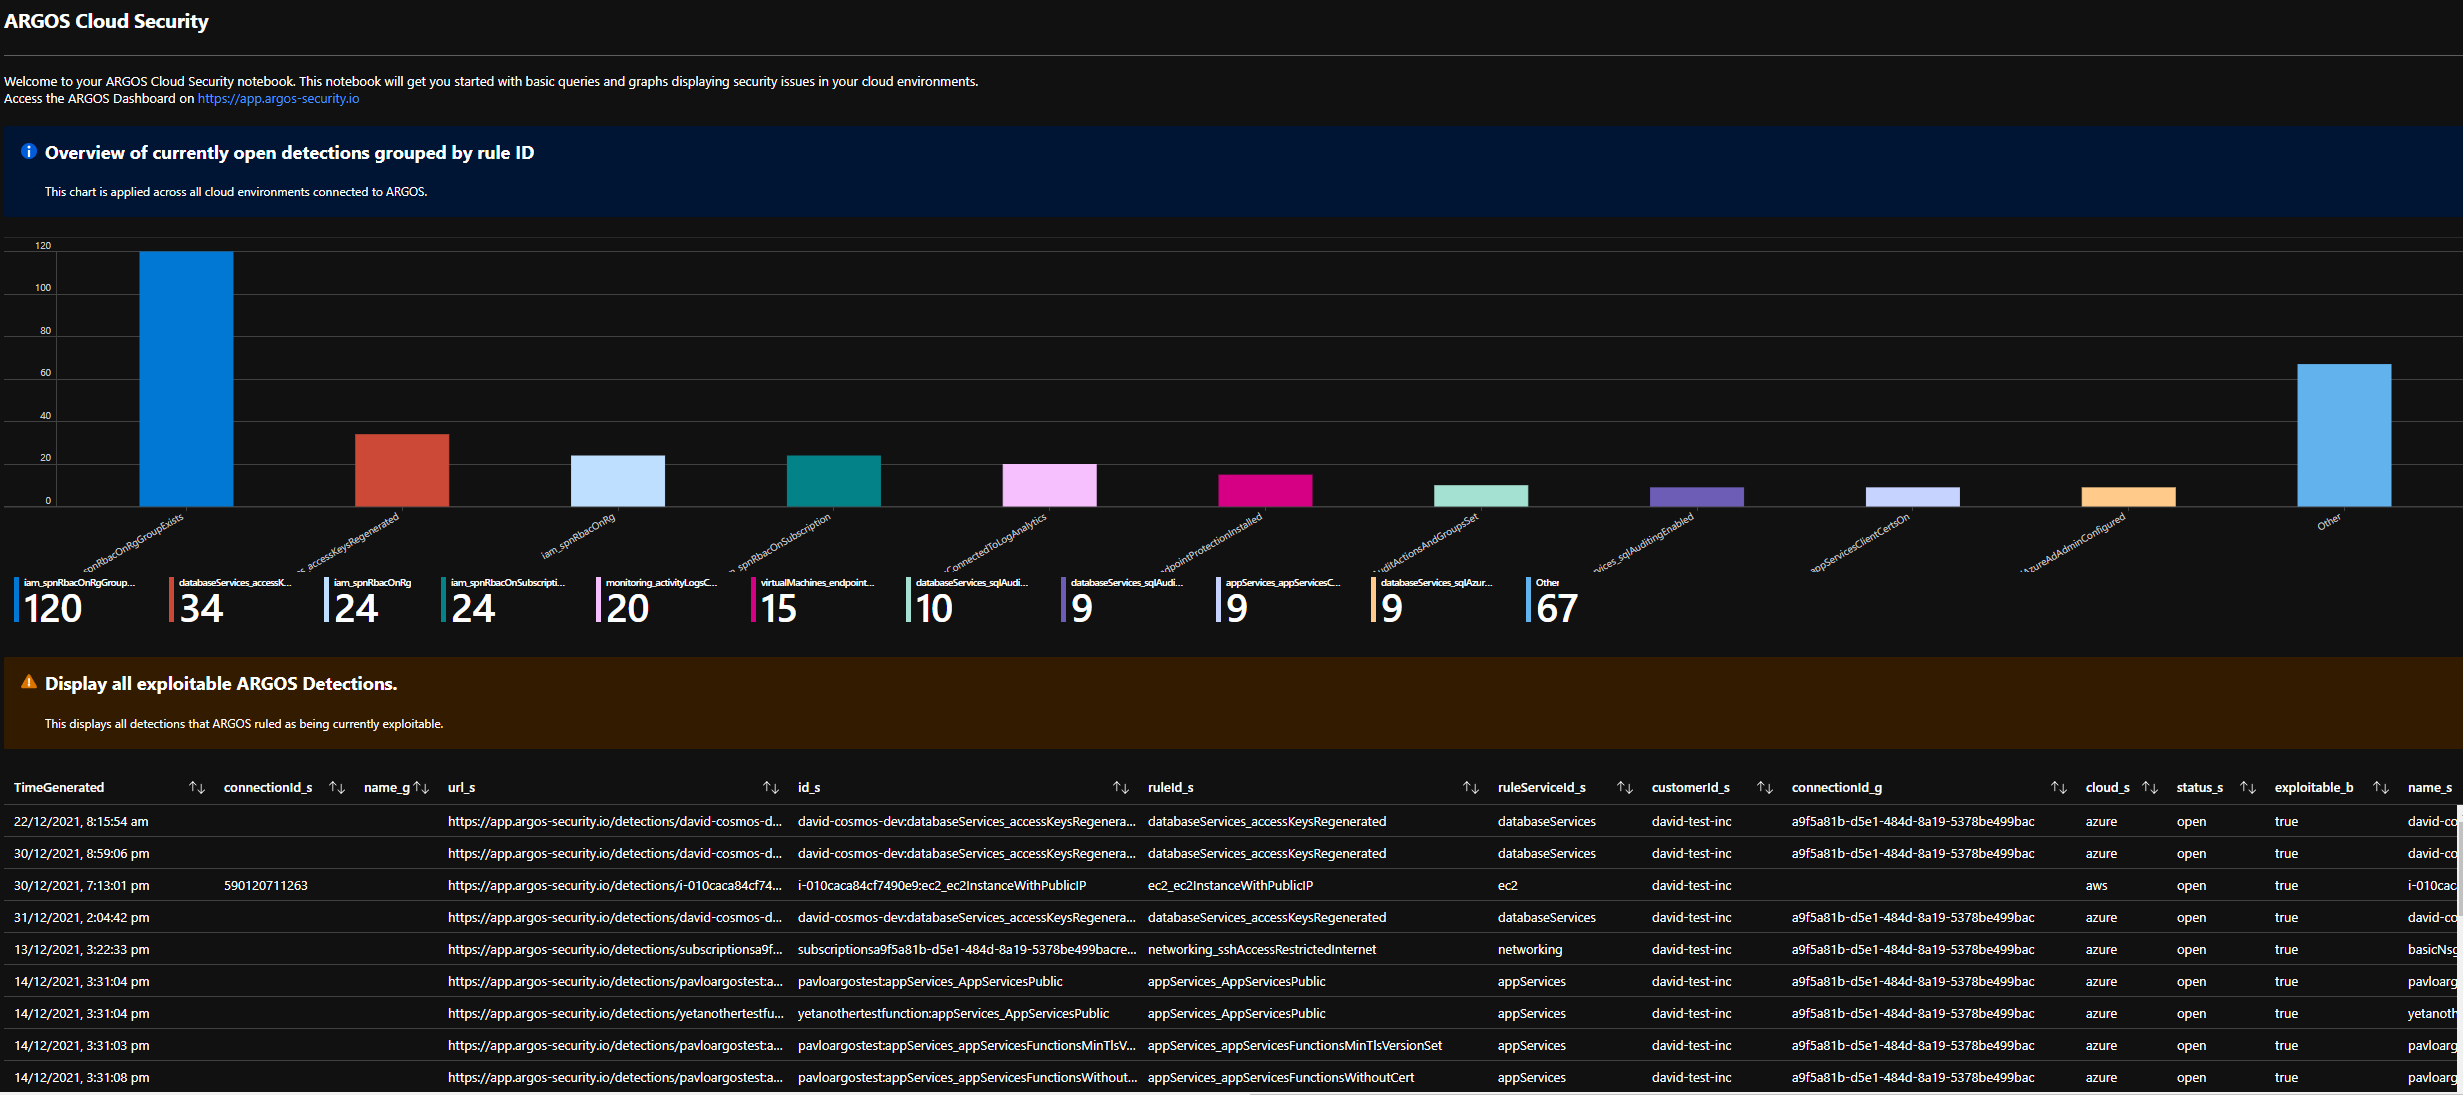 ARGOS Cloud Security
Welcome to your ARGOS Cloud Security notebook. This notebook will get you started with basic queries and graphs displaying security issues in your cloud environments.
Access the ARGOS Dashboard on https://app.argos-security.io
Overview of currently open detections grouped by rule ID
This chart is applied across all cloud environments connected to ARGOS.
120
100
80
60
40
20
0
spnRbacOnRgGroupExists
s_accessKeysRegenerated
iam_spnRbacOnRg
_spnRbacOnSubscription
ConnectedToLogAnalytics
dpointProtectionInstalled
AuditActionsAndGroupsSet
vices_sqlAuditingEnabled
appServicesClientCertsOn
lAzureAdAdminConfigured
Other
iam_spnRbacOnRgGroup... databaseServices_accessK... iam_spnRbacOnRg iam_spnRbacOnSubscripti... monitoring_activityLogsC... virtualMachines_endpoint... databaseServices_sqlAudi... databaseServices_sqlAudi... appServices_appServicesC... databaseServices_sqlAzur... Other
120 34 24 24 20 15 10 9 9 9 67
Display all exploitable ARGOS Detections.
This displays all detections that ARGOS ruled as being currently exploitable.
TimeGenerated connectionId_s name_g url_s id_s ruleId_s ruleServiceId_s customerId_s connectionId_g cloud_s status_s exploitable_b name_s
22/12/2021, 8:15:54 am https://app.argos-security.io/detections/david-cosmos-d... david-cosmos-dev:databaseServices_accessKeysRegenera... databaseServices_accessKeysRegenerated databaseServices david-test-inc a9f5a81b-d5e1-484d-8a19-5378be499bac azure open true david-co
30/12/2021, 8:59:06 pm https://app.argos-security.io/detections/david-cosmos-d... david-cosmos-dev:databaseServices_accessKeysRegenera... databaseServices_accessKeysRegenerated databaseServices david-test-inc a9f5a81b-d5e1-484d-8a19-5378be499bac azure open true david-co
30/12/2021, 7:13:01 pm 590120711263 https://app.argos-security.io/detections/i-010caca84cf74... i-010caca84cf7490e9:ec2_ec2InstanceWithPublicIP ec2_ec2InstanceWithPublicIP ec2 david-test-inc aws open true i-010cac
31/12/2021, 2:04:42 pm https://app.argos-security.io/detections/david-cosmos-d... david-cosmos-dev:databaseServices_accessKeysRegenera... databaseServices_accessKeysRegenerated databaseServices david-test-inc a9f5a81b-d5e1-484d-8a19-5378be499bac azure open true david-co
13/12/2021, 3:22:33 pm https://app.argos-security.io/detections/subscriptionsa9f... subscriptionsa9f5a81b-d5e1-484d-8a19-5378be499bacre... networking_sshAccessRestrictedInternet networking david-test-inc a9f5a81b-d5e1-484d-8a19-5378be499bac azure open true basicNsg
14/12/2021, 3:31:04 pm https://app.argos-security.io/detections/pavloargostest:a... pavloargostest:appServices_AppServicesPublic appServices_AppServicesPublic appServices david-test-inc a9f5a81b-d5e1-484d-8a19-5378be499bac azure open true pavloarg
14/12/2021, 3:31:04 pm https://app.argos-security.io/detections/yetanothertestfu... yetanothertestfunction:appServices_AppServicesPublic appServices_AppServicesPublic appServices david-test-inc a9f5a81b-d5e1-484d-8a19-5378be499bac azure open true yetanoth
14/12/2021, 3:31:03 pm https://app.argos-security.io/detections/pavloargostest:a... pavloargostest:appServices_appServicesFunctionsMinTlsV... appServices_appServicesFunctionsMinTlsVersionSet appServices david-test-inc a9f5a81b-d5e1-484d-8a19-5378be499bac azure open true pavloarg
14/12/2021, 3:31:08 pm https://app.argos-security.io/detections/pavloargostest:a... pavloargostest:appServices_appServicesFunctionsWithout... appServices_appServicesFunctionsWithoutCert appServices david-test-inc a9f5a81b-d5e1-484d-8a19-5378be499bac azure open true pavloarg